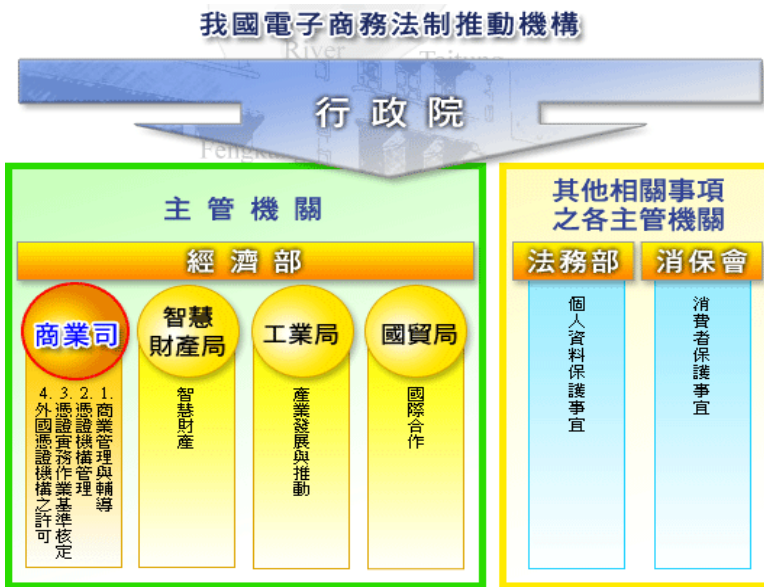 我國電子商務法制推動機構
River
行政院
主管機關
經濟部
商業司
1. 商業管理與輔導
2. 憑證機構管理
3. 憑證實務作業基準核定
4. 外國憑證機構之許可
智慧
財產局
智慧財產
工業局
產業發展與推動
國貿局
國際合作
其他相關事項
之各主管機關
法務部
個人資料保護事宜
消保會
消費者保護事宜